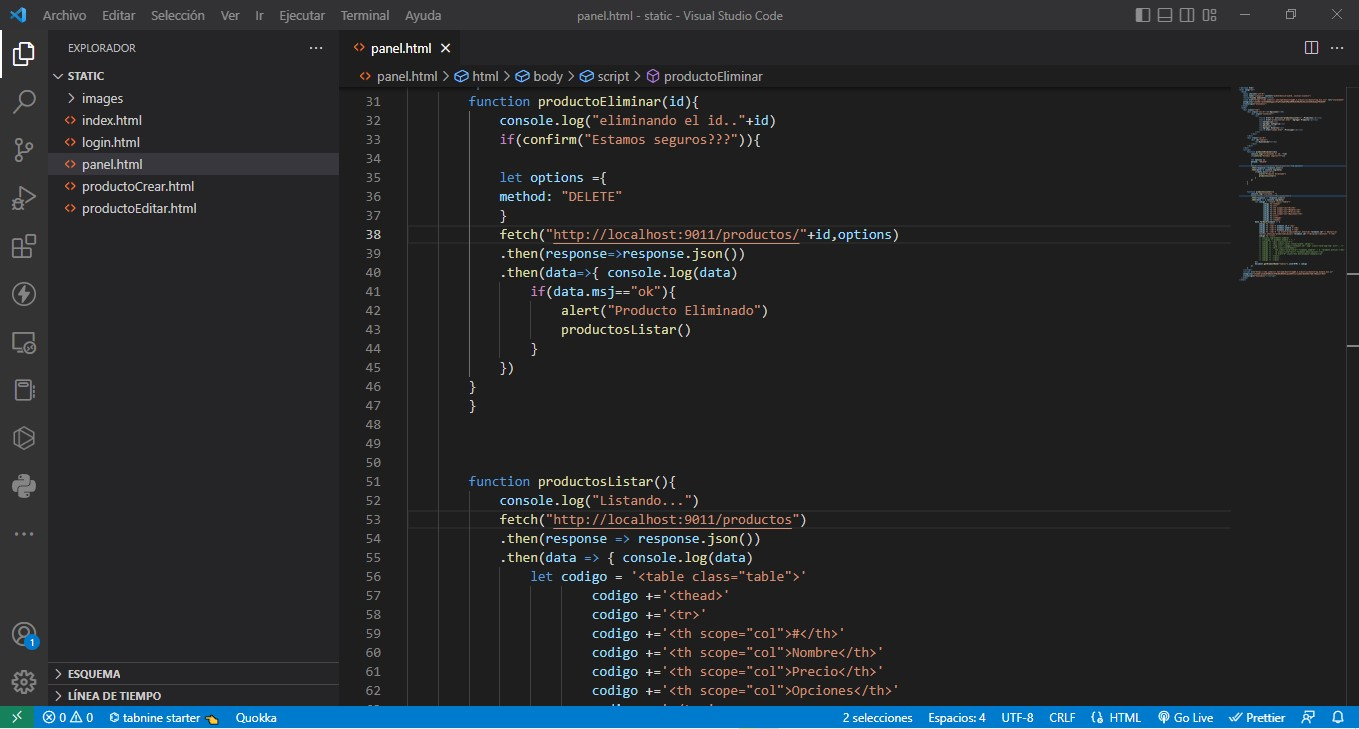 Archivo Editar Selección Ver Ir Ejecutar Terminal Ayuda
panel.html - static - Visual Studio Code
EXPLORADOR
STATIC
images
index.html
login.html
panel.html
productoCrear.html
productoEditar.html
ESQUEMA
LÍNEA DE TIEMPO
panel.html
panel.html > html > body > script > productoEliminar
31 function productoEliminar(id){
32 console.log("eliminando el id.."+id)
33 if(confirm("Estamos seguros???")){
34
35 let options ={
36 method: "DELETE"
37 }
38 fetch("http://localhost:9011/productos/"+id,options)
39 .then(response=>response.json())
40 .then(data=>{ console.log(data)
41 if(data.msj=="ok"){
42 alert("Producto Eliminado")
43 productosListar()
44 }
45 })
46 }
47 }
48
49
50
51 function productosListar(){
52 console.log("Listando...")
53 fetch("http://localhost:9011/productos")
54 .then(response => response.json())
55 .then(data => { console.log(data)
56 let codigo = '<table class="table">'
57 codigo +='<thead>'
58 codigo +='<tr>'
59 codigo +='<th scope="col">#</th>'
60 codigo +='<th scope="col">Nombre</th>'
61 codigo +='<th scope="col">Precio</th>'
62 codigo +='<th scope="col">Opciones</th>'
1
0 0 tabnine starter Quokka
2 selecciones Espacios: 4 UTF-8 CRLF HTML Go Live Prettier